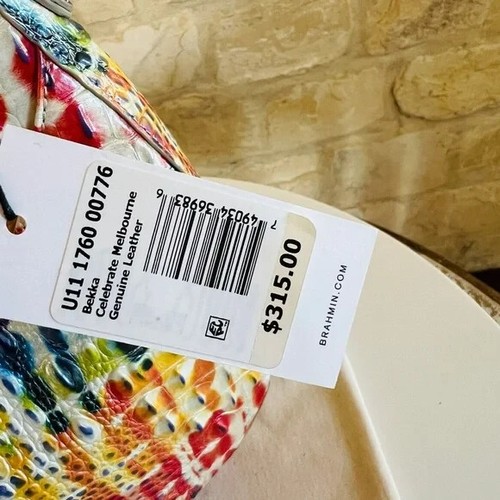 U11 1760 00776
Bekka
Celebrate Melbourne
Genuine Leather
7 49034 36983 6
$315.00
BRAHMIN.COM